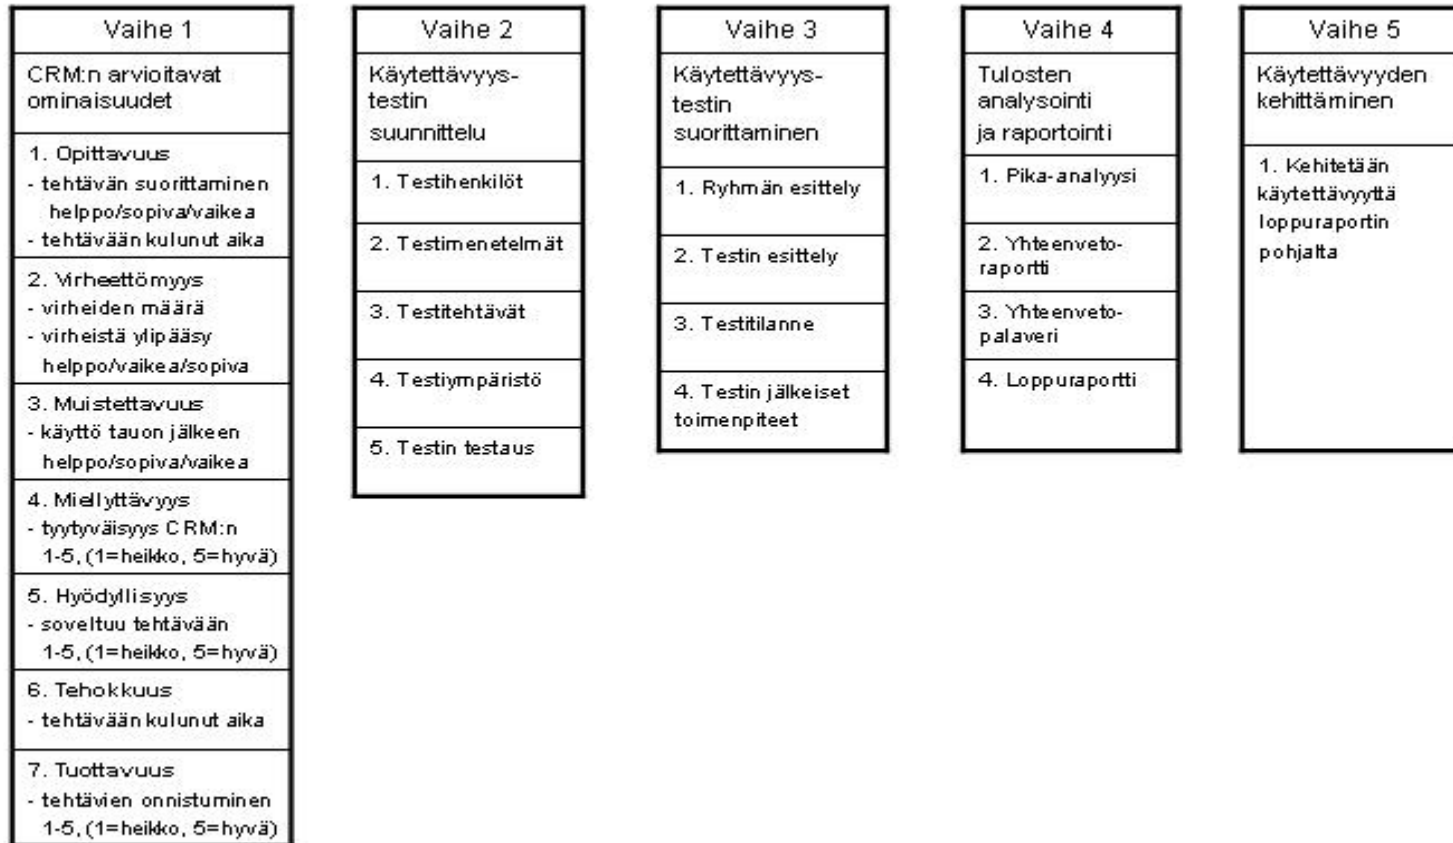 Vaihe 1
CRM:n arvioitavat
ominaisuudet
1. Opittavuus
- tehtävän suorittaminen
helppo/sopiva/vaikea
- tehtävään kulunut aika
2. Virheettömyys
- virheiden määrä
- virheistä ylipääsy
helppo/vaikea/sopiva
3. Muistettavuus
- käyttö tauon jälkeen
helppo/sopiva/vaikea
4. Miellyttävyys
- tyytyväisyys CRM:n
1-5, (1=heikko, 5=hyvä)
5. Hyödyllisyys
- soveltuu tehtävään
1-5, (1=heikko, 5=hyvä)
6. Tehokkuus
- tehtävään kulunut aika
7. Tuottavuus
- tehtävien onnistuminen
1-5, (1=heikko, 5=hyvä)
Vaihe 2
Käytettävyys-
testin
suunnittelu
1. Testihenkilöt
2. Testimenetelmät
3. Testitehtävät
4. Testiympäristö
5. Testin testaus
Vaihe 3
Käytettävyys-
testin
suorittaminen
1. Ryhmän esittely
2. Testin esittely
3. Testitilanne
4. Testin jälkeiset
toimenpiteet
Vaihe 4
Tulosten
analysointi
ja raportointi
1. Pika-analyysi
2. Yhteenveto-
raportti
3. Yhteenveto-
palaveri
4. Loppuraportti
Vaihe 5
Käytettävyyden
kehittäminen
1. Kehitetään
käytettävyyttä
loppuraportin
pohjalta